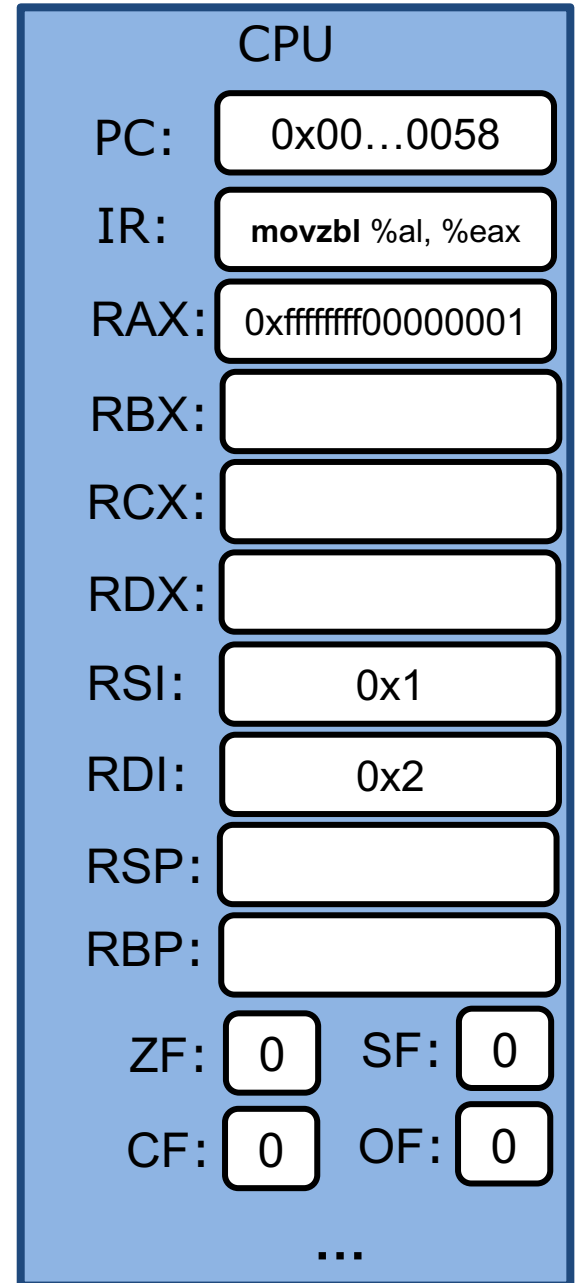 CPU
PC: 0x00…0058
IR: movzbl %al, %eax
RAX: 0xffffffff00000001
RBX:
RCX:
RDX:
RSI: 0x1
RDI: 0x2
RSP:
RBP:
ZF: 0 SF: 0
CF: 0 OF: 0
…